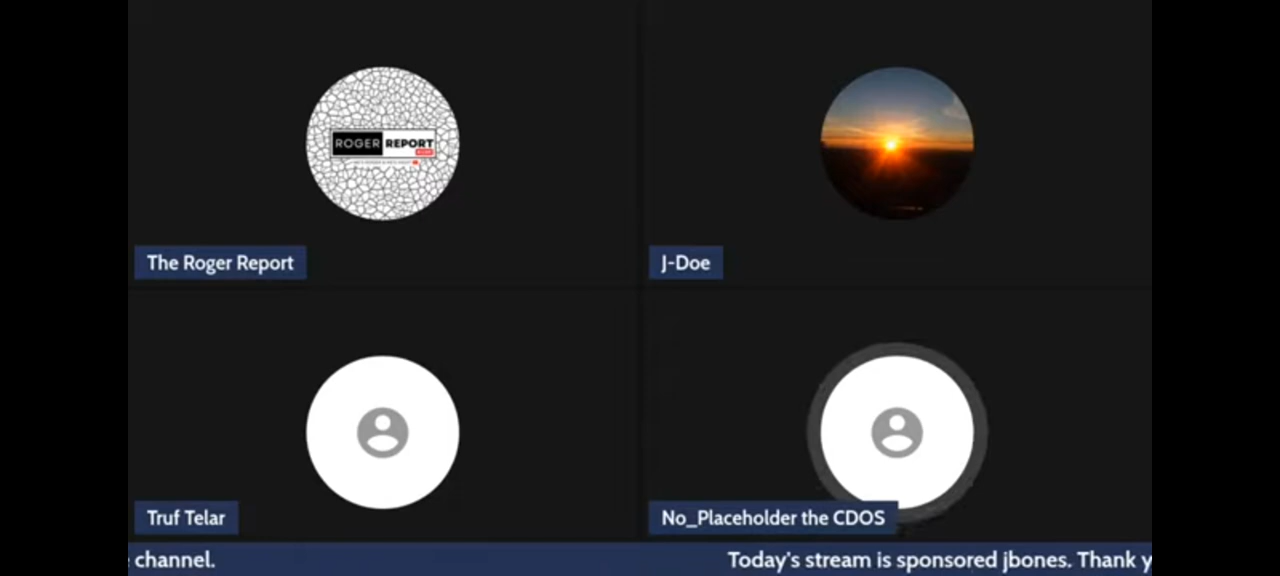 ROGER REPORT
The Roger Report
J-Doe
Truf Telar
No_Placeholder the CDOS
channel.
Today's stream is sponsored jbones. Thank y